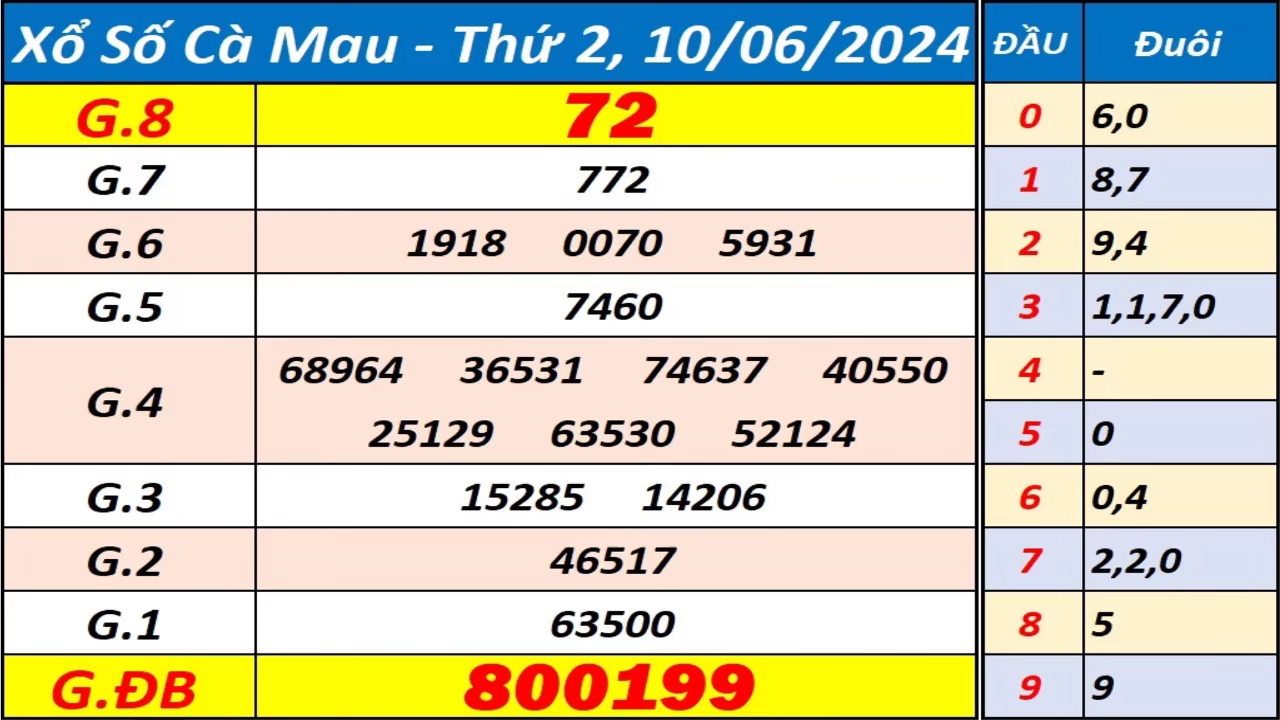 Xổ Số Cà Mau - Thứ 2, 10/06/2024
G.8 72
G.7 772
G.6 1918 0070 5931
G.5 7460
G.4 68964 36531 74637 40550
25129 63530 52124
G.3 15285 14206
G.2 46517
G.1 63500
G.ĐB 800199
ĐẦU Đuôi
0 6,0
1 8,7
2 9,4
3 1,1,7,0
4 -
5 0
6 0,4
7 2,2,0
8 5
9 9